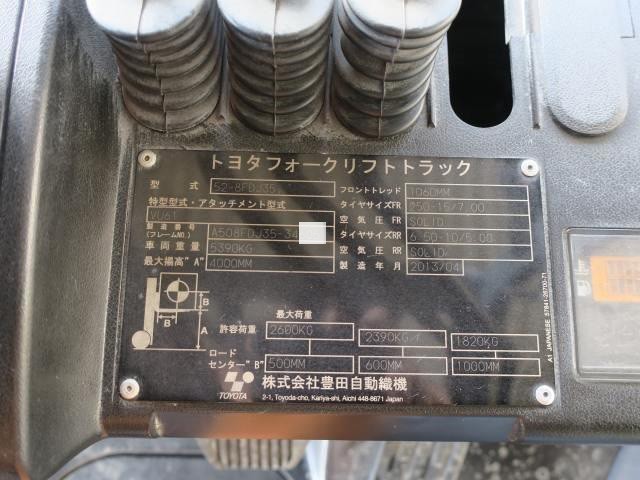 トヨタフォークリフトトラック
型 式 52-8FDJ35 フロントトレッド 1060MM
特型型式・アタッチメント型式 タイヤサイズFR 250-15/7.00
VU61 空 気 圧FR SOLID
製 造 番 号 (フレームNO.) A508FDJ35-34 タイヤサイズRR 6.50-10/5.00
車 両 重 量 5390KG 空 気 圧RR SOLID
最大揚高"A" 4000MM 製 造 年 月 2013/04
B
B
A
最大荷重
許容荷重 2600KG 2390KG 1820KG
ロード
センター"B" 500MM 600MM 1000MM
TOYOTA 株式会社豊田自動織機
2-1, Toyoda-cho, Kariya-shi, Aichi 448-8671 Japan